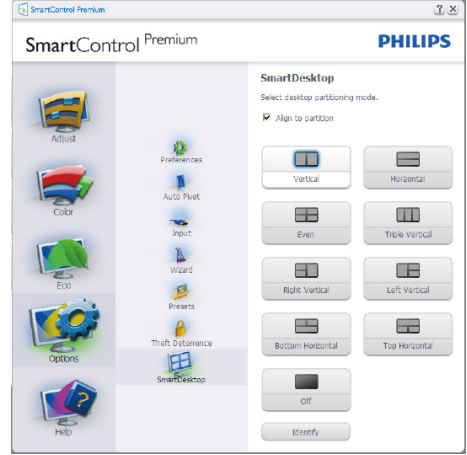 SmartControl Premium
SmartControl Premium
PHILIPS
Adjust
Color
Eco
Options
Help
Preferences
Auto Pivot
Input
Wizard
Presets
Theft Deterrence
SmartDesktop
SmartDesktop
Select desktop partitioning mode.
Align to partition
Vertical
Horizontal
Even
Triple Vertical
Right Vertical
Left Vertical
Bottom Horizontal
Top Horizontal
Off
Identify